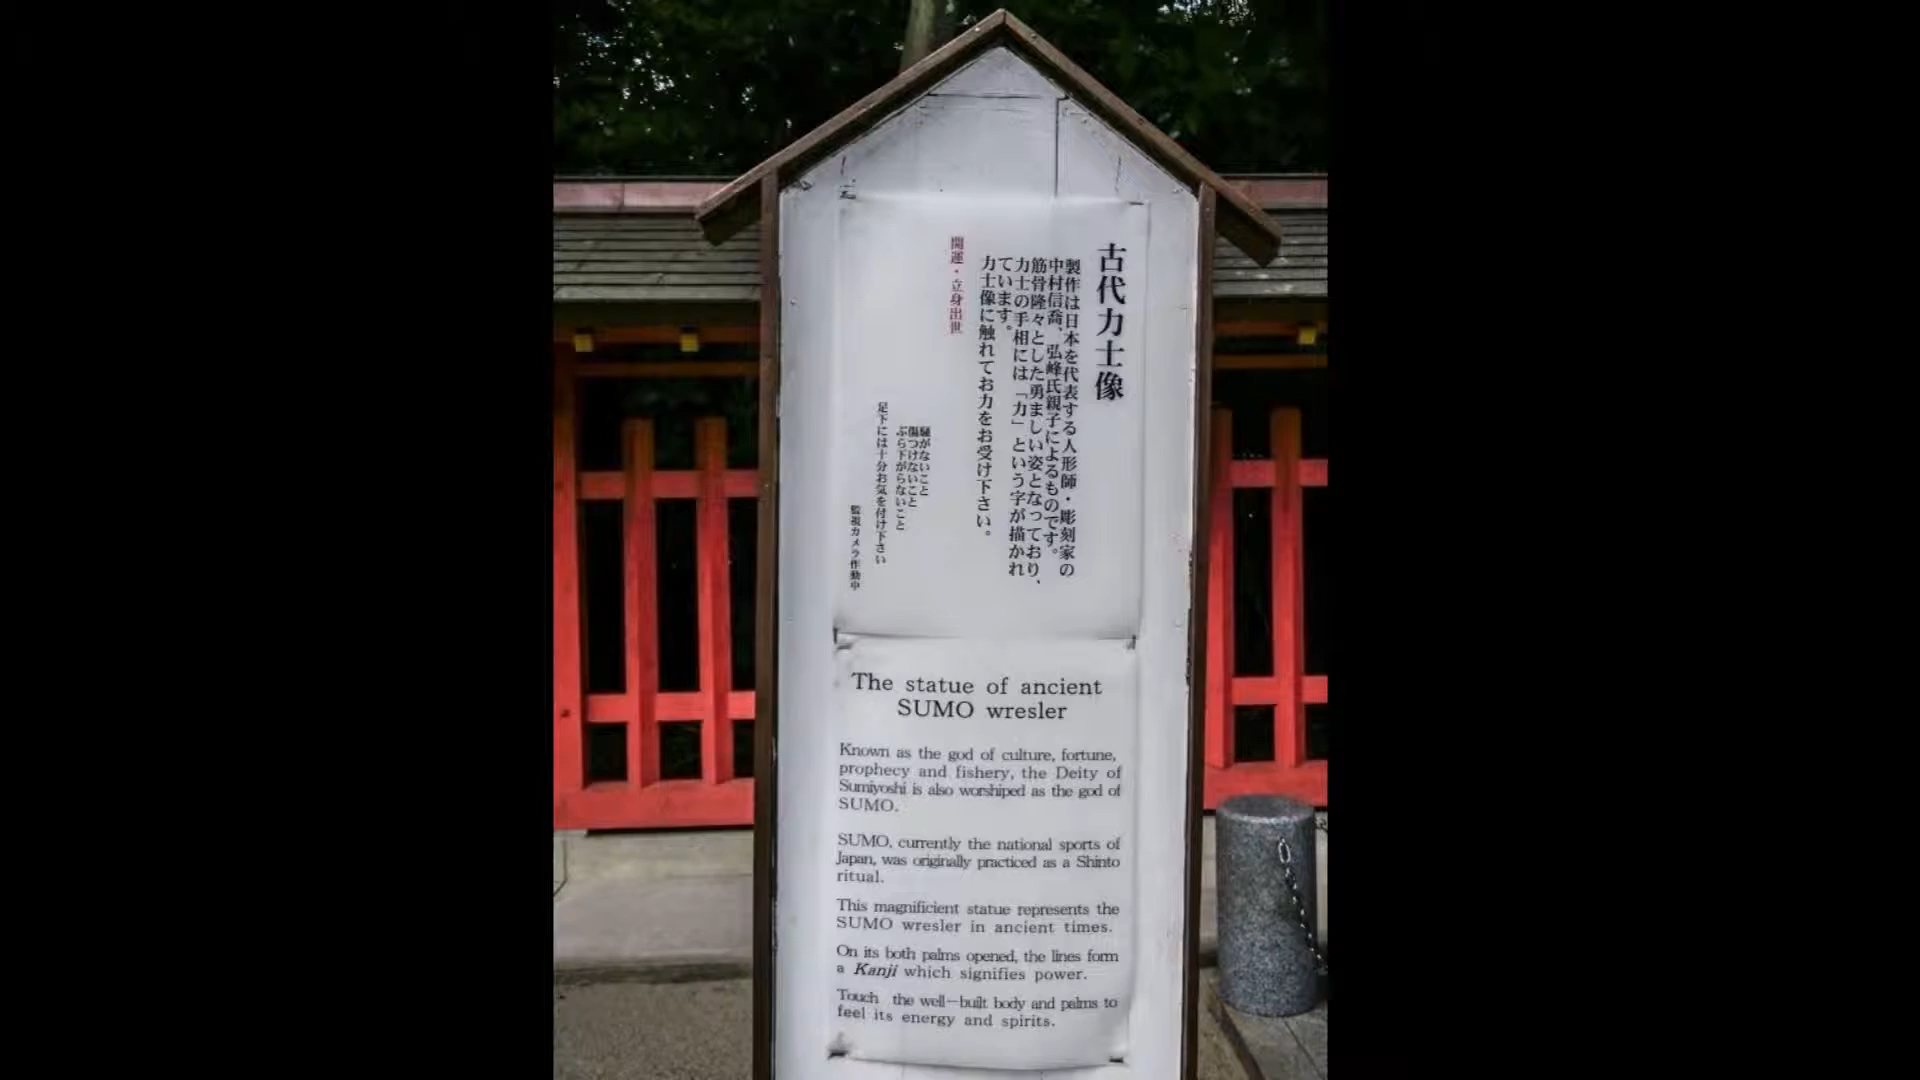 古代力士像
製作は日本を代表する人形師・彫刻家の
中村信喬、弘峰氏親子によるものです。
筋骨隆々とした勇ましい姿となっており、
力士の手相には「力」という字が描かれ
ています。
力士像に触れてお力をお受け下さい。
開運・立身出世
騒がないこと
傷つけないこと
ぶら下がらないこと
足下には十分お気を付け下さい
監視カメラ作動中
The statue of ancient
SUMO wresler
Known as the god of culture, fortune,
prophecy and fishery, the Deity of
Sumiyoshi is also worshiped as the god of
SUMO.
SUMO, currently the national sports of
Japan, was originally practiced as a Shinto
ritual.
This magnificient statue represents the
SUMO wresler in ancient times.
On its both palms opened, the lines form
a Kanji which signifies power.
Touch the well-built body and palms to
feel its energy and spirits.